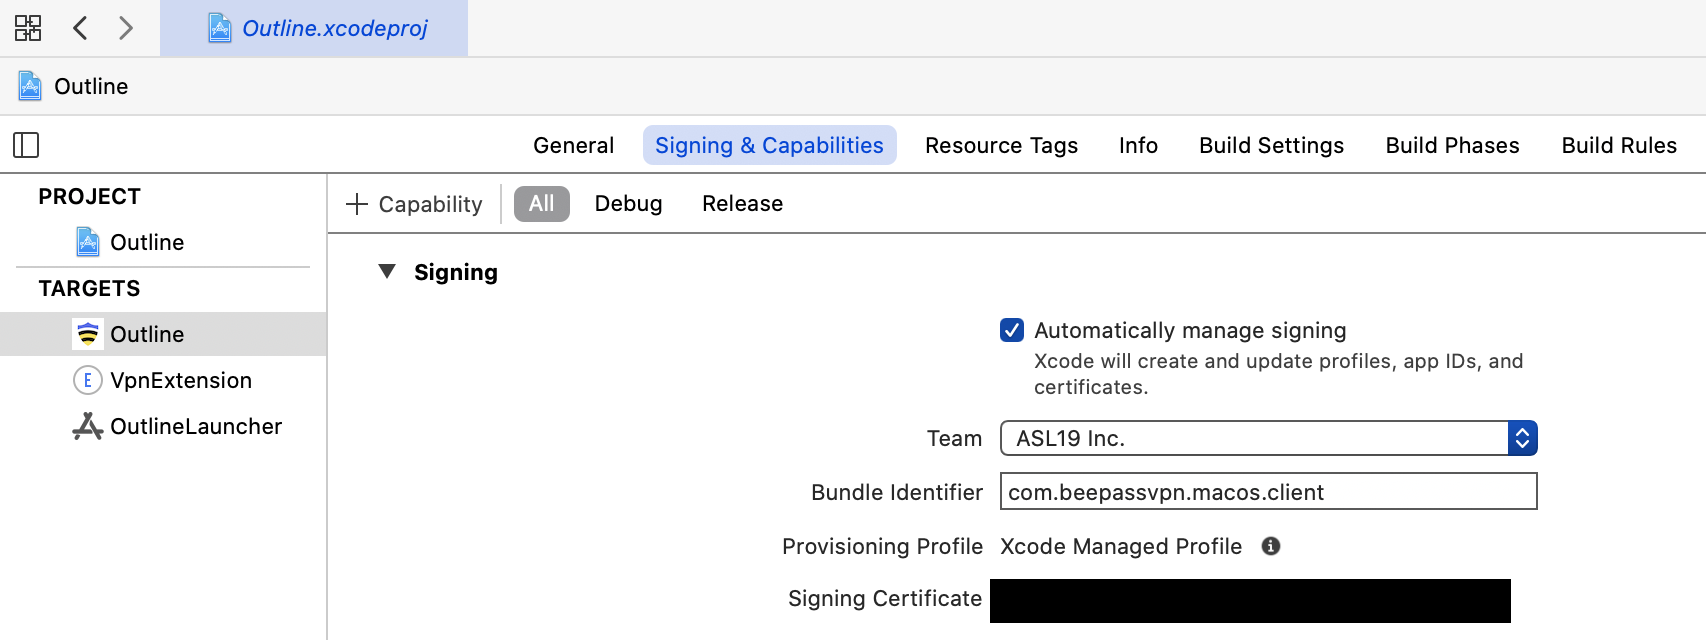 Outline.xcodeproj
Outline
General Signing & Capabilities Resource Tags Info Build Settings Build Phases Build Rules
PROJECT
Outline
TARGETS
Outline
E VpnExtension
OutlineLauncher
Capability All Debug Release
Signing
Automatically manage signing
Xcode will create and update profiles, app IDs, and
certificates.
Team ASL19 Inc.
Bundle Identifier com.beepassvpn.macos.client
Provisioning Profile Xcode Managed Profile
Signing Certificate